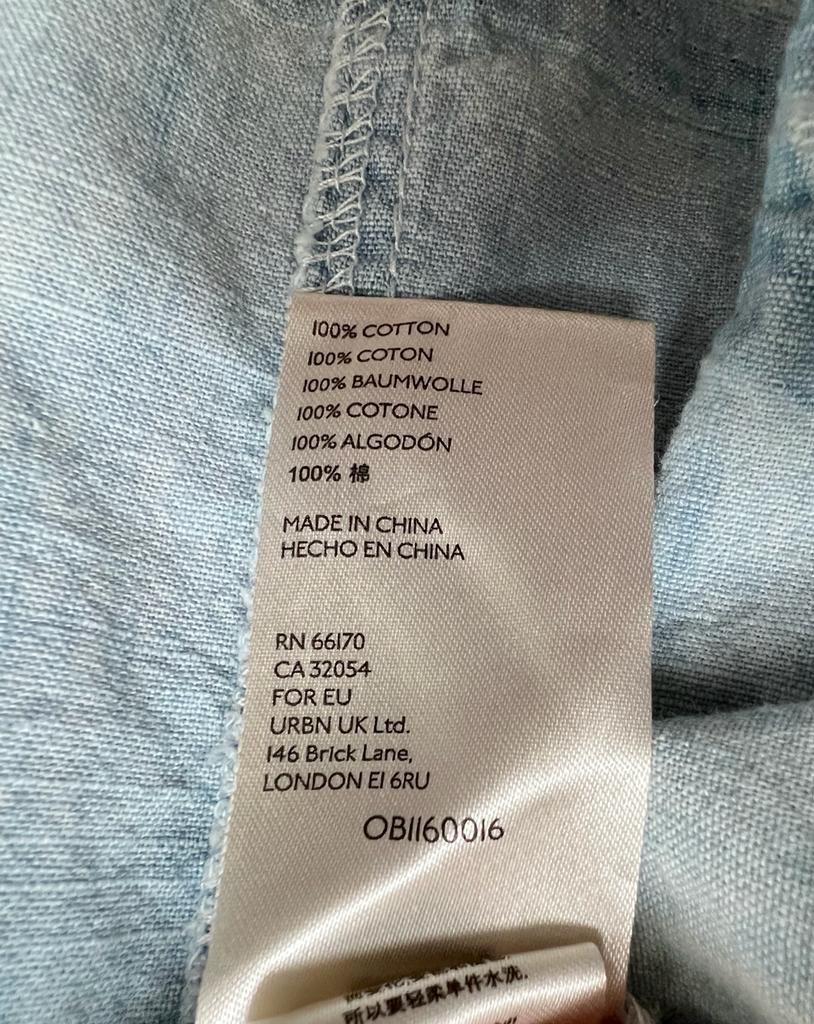 100% COTTON
100% COTON
100% BAUMWOLLE
100% COTONE
100% ALGODÓN
100% 棉
MADE IN CHINA
HECHO EN CHINA
RN 66170
CA 32054
FOR EU
URBN UK Ltd.
146 Brick Lane,
LONDON E1 6RU
OB1160016
所以要轻柔单件水洗.